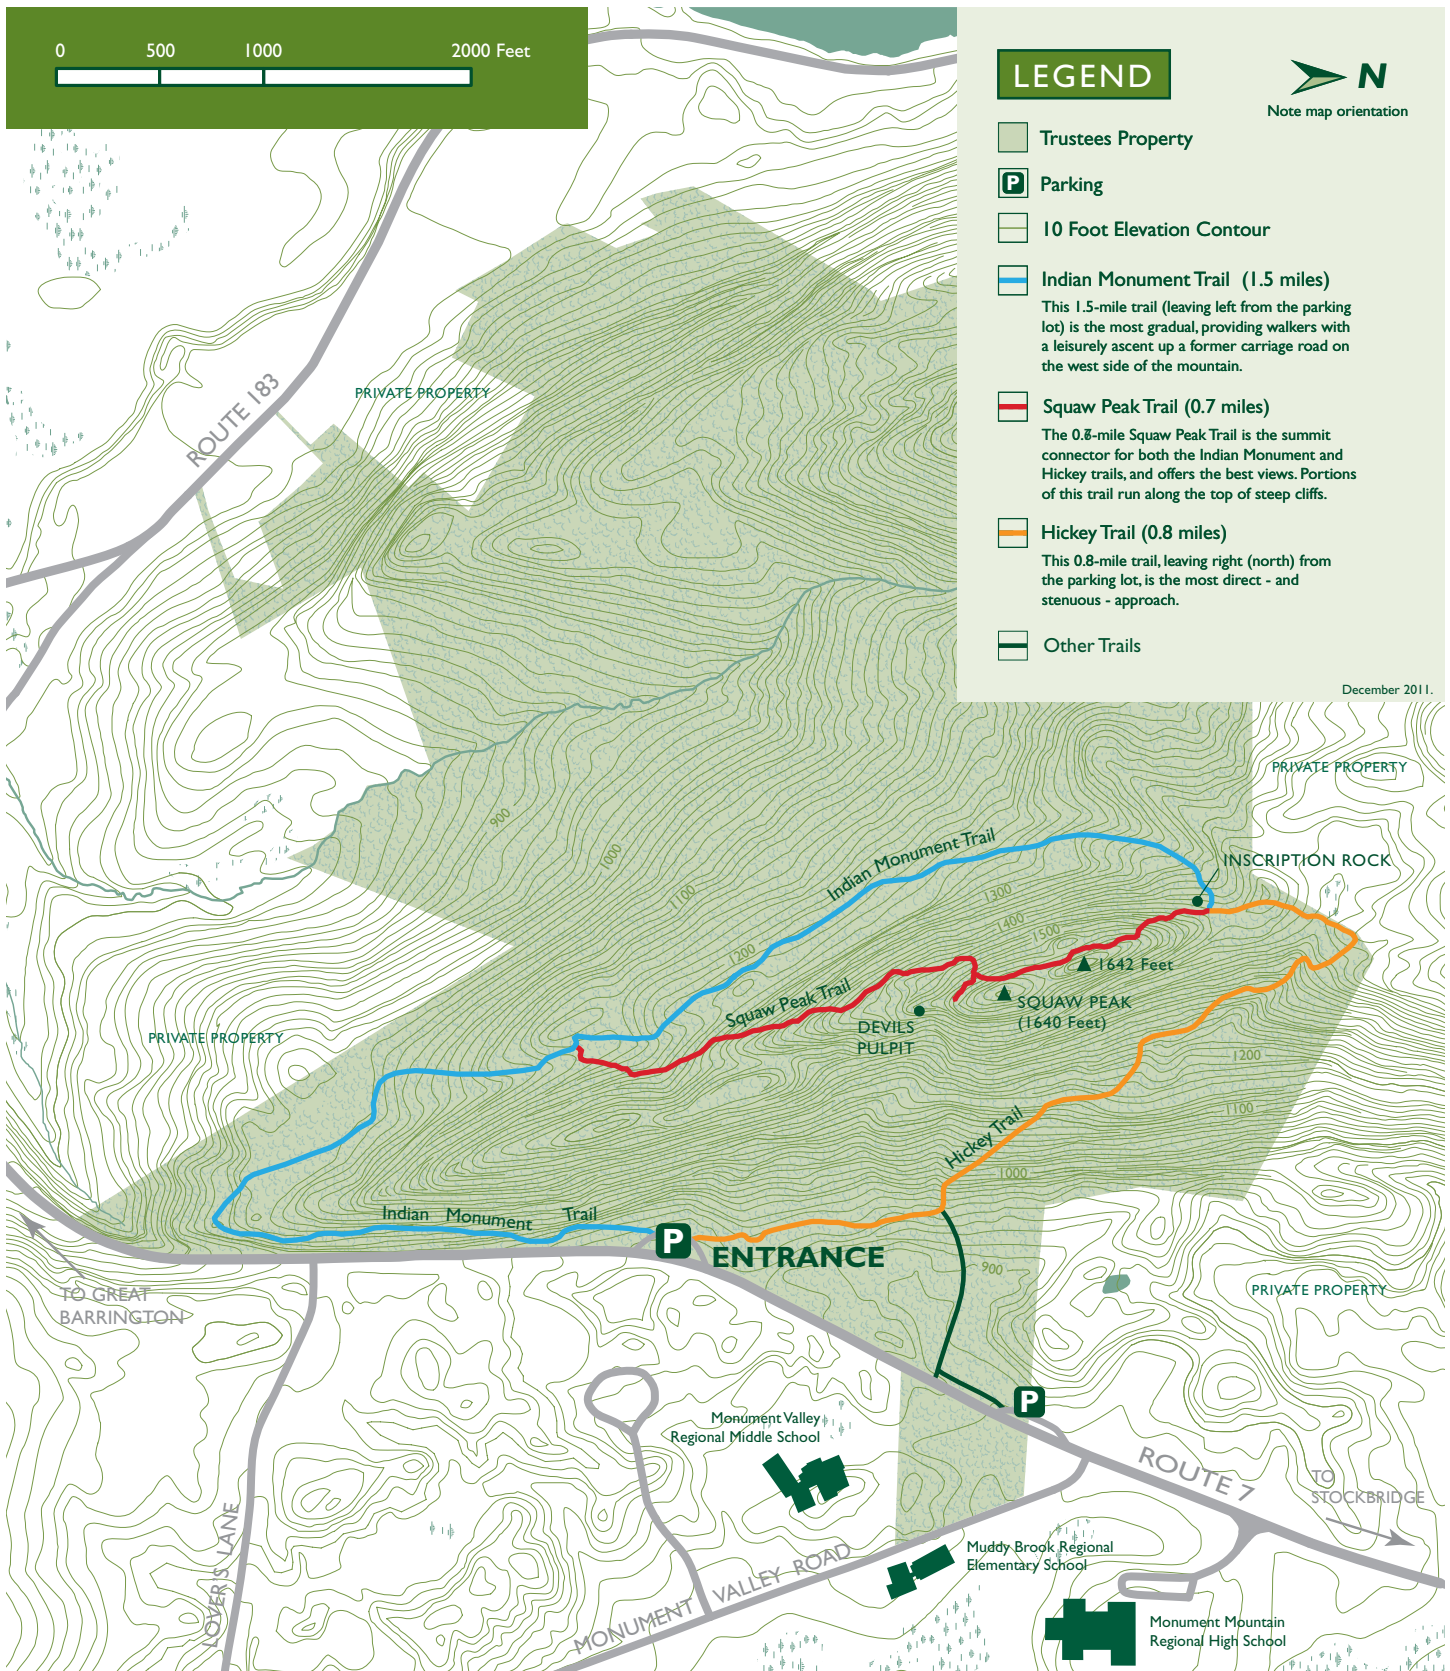 0 500 1000 2000 Feet
LEGEND
N
Note map orientation
Trustees Property
P
Parking
10 Foot Elevation Contour
Indian Monument Trail (1.5 miles)
This 1.5-mile trail (leaving left from the parking
lot) is the most gradual, providing walkers with
a leisurely ascent up a former carriage road on
the west side of the mountain.
Squaw Peak Trail (0.7 miles)
The -mile Squaw Peak Trail is the summit
connector for both the Indian Monument and
Hickey trails, and offers the best views. Portions
of this trail run along the top of steep cliffs.
Hickey Trail (0.8 miles)
This 0.8-mile trail, leaving right (north) from
the parking lot, is the most direct - and
stenuous - approach.
Other Trails
December 2011.
ROUTE 183
PRIVATE PROPERTY
PRIVATE PROPERTY
900
1000
1100
1200
Indian Monument Trail
INSCRIPTION ROCK
1300
1400
1500
1642 Feet
SQUAW PEAK
(1640 Feet)
Squaw Peak Trail
DEVILS
PULPIT
PRIVATE PROPERTY
1200
1100
Hickey Trail
1000
Indian Monument Trail
P
ENTRANCE
900
TO GREAT
BARRINGTON
PRIVATE PROPERTY
P
Monument Valley
Regional Middle School
ROUTE 7
TO
STOCKBRIDGE
LOVER'S LANE
MONUMENT VALLEY ROAD
Muddy Brook Regional
Elementary School
Monument Mountain
Regional High School